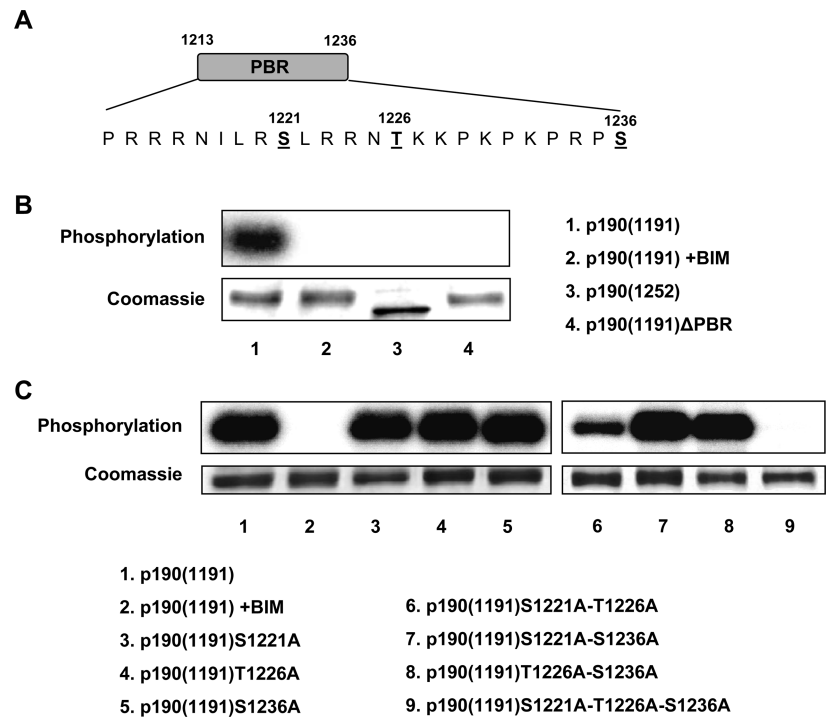 A
1213 1236
PBR
1221 1226 1236
P R R R N I L R S L R R N T K K P K P K P R P S
B
Phosphorylation
Coomassie
1 2 3 4
1. p190(1191)
2. p190(1191) +BIM
3. p190(1252)
4. p190(1191)ΔPBR
C
Phosphorylation
Coomassie
1 2 3 4 5 6 7 8 9
1. p190(1191)
2. p190(1191) +BIM
3. p190(1191)S1221A
4. p190(1191)T1226A
5. p190(1191)S1236A
6. p190(1191)S1221A-T1226A
7. p190(1191)S1221A-S1236A
8. p190(1191)T1226A-S1236A
9. p190(1191)S1221A-T1226A-S1236A